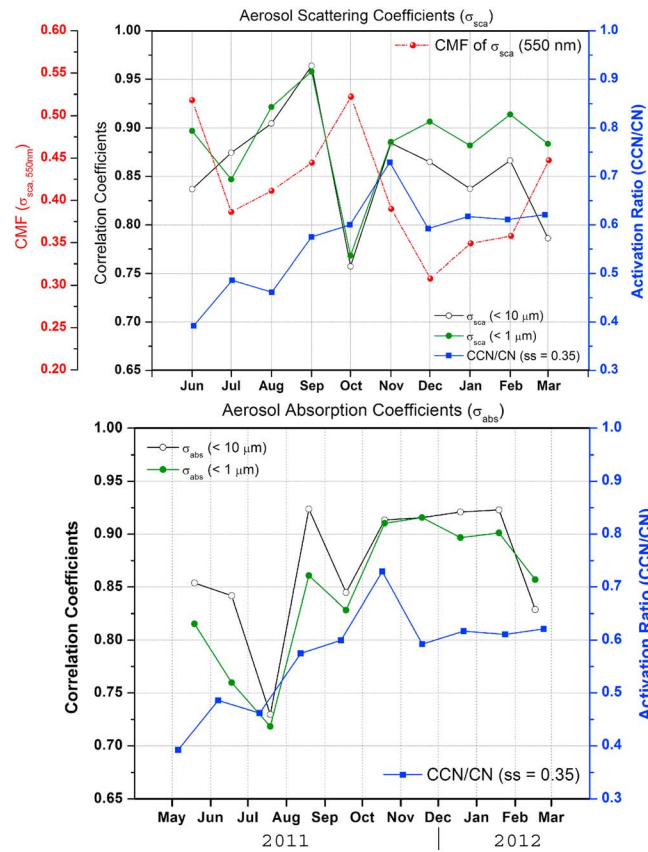 Aerosol Scattering Coefficients (σsca)
0.60
0.55
0.50
0.45
0.40
0.35
0.30
0.25
0.20
CMF (σsca, 550nm)
1.00
0.95
0.90
0.85
0.80
0.75
0.70
0.65
Correlation Coefficients
1.0
0.9
0.8
0.7
0.6
0.5
0.4
0.3
Activation Ratio (CCN/CN)
CMF of σsca (550 nm)
σsca (< 10 μm)
σsca (< 1 μm)
CCN/CN (ss = 0.35)
Jun Jul Aug Sep Oct Nov Dec Jan Feb Mar
Aerosol Absorption Coefficients (σabs)
1.00
0.95
0.90
0.85
0.80
0.75
0.70
0.65
Correlation Coefficients
σabs (< 10 μm)
σabs (< 1 μm)
1.0
0.9
0.8
0.7
0.6
0.5
0.4
0.3
Activation Ratio (CCN/CN)
CCN/CN (ss = 0.35)
May Jun Jul Aug Sep Oct Nov Dec Jan Feb Mar
2011 2012